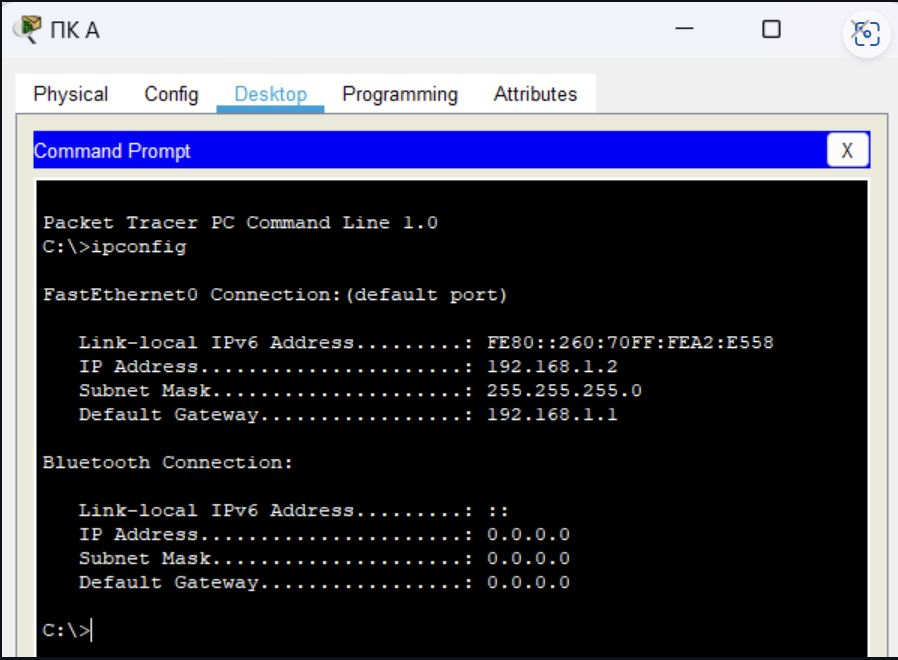 ПК А
Physical Config Desktop Programming Attributes
Command Prompt X
Packet Tracer PC Command Line 1.0
C:\>ipconfig
FastEthernet0 Connection:(default port)
Link-local IPv6 Address.........: FE80::260:70FF:FEA2:E558
IP Address......................: 192.168.1.2
Subnet Mask.....................: 255.255.255.0
Default Gateway.................: 192.168.1.1
Bluetooth Connection:
Link-local IPv6 Address.........: ::
IP Address......................: 0.0.0.0
Subnet Mask.....................: 0.0.0.0
Default Gateway.................: 0.0.0.0
C:\>